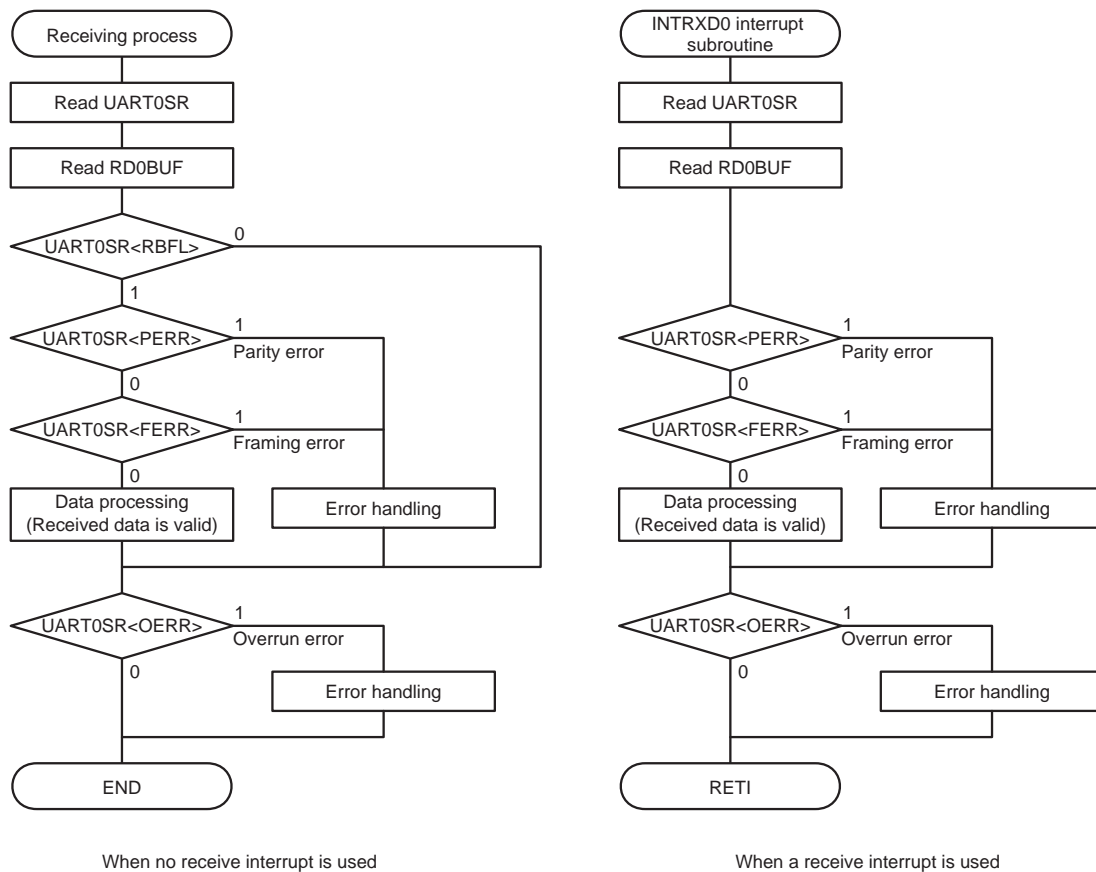 Receiving process
Read UART0SR
Read RD0BUF
UART0SR<RBFL>
0
1
UART0SR<PERR>
1
Parity error
0
UART0SR<FERR>
1
Framing error
0
Data processing
(Received data is valid)
Error handling
UART0SR<OERR>
1
Overrun error
0
Error handling
END
When no receive interrupt is used
INTRXD0 interrupt
subroutine
Read UART0SR
Read RD0BUF
UART0SR<PERR>
1
Parity error
0
UART0SR<FERR>
1
Framing error
0
Data processing
(Received data is valid)
Error handling
UART0SR<OERR>
1
Overrun error
0
Error handling
RETI
When a receive interrupt is used